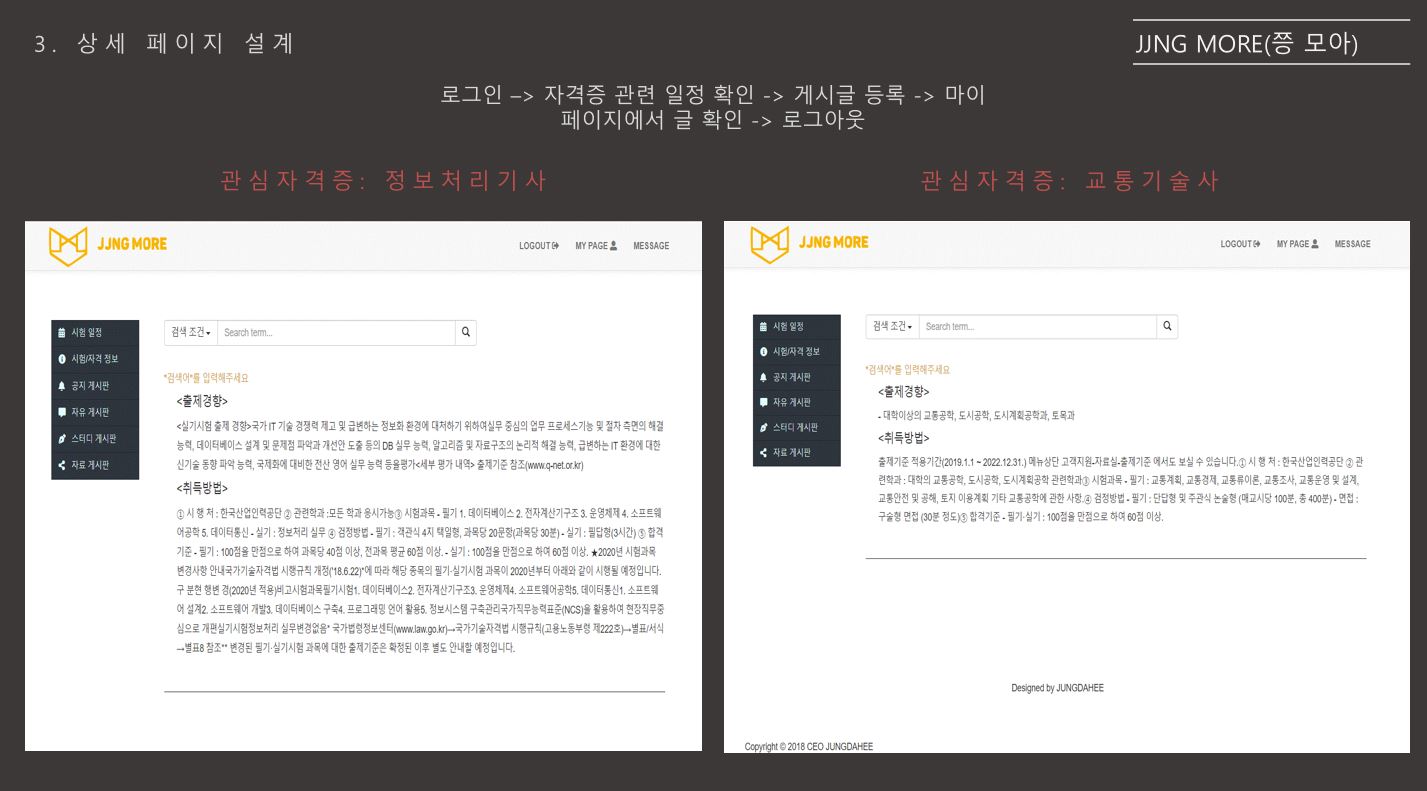 3. 상세 페이지 설계
JJNG MORE(쯩 모아)
로그인 –> 자격증 관련 일정 확인 -> 게시글 등록 -> 마이
페이지에서 글 확인 -> 로그아웃
관심자격증: 정보처리기사
JJNG MORE
LOGOUT
MY PAGE
MESSAGE
시험 일정
시험/자격 정보
공지 게시판
자유 게시판
스터디 게시판
자료 게시판
검색 조건
Search term...
"검색어"를 입력해주세요
<출제경향>
<실기시험 출제 경향>국가 IT 기술 경쟁력 제고 및 급변하는 정보화 환경에 대처하기 위하여실무 중심의 업무 프로세스기능 및 절차 측면의 해결
능력, 데이터베이스 설계 및 문제점 파악과 개선안 도출 등의 DB 실무 능력, 알고리즘 및 자료구조의 논리적 해결 능력, 급변하는 IT 환경에 대한
신기술 동향 파악 능력, 국제화에 대비한 전산 영어 실무 능력 등을평가<세부 평가 내역> 출제기준 참조(www.q-net.or.kr)
<취득방법>
① 시 행처 : 한국산업인력공단 ② 관련학과 :모든 학과 응시가능③ 시험과목 - 필기 1. 데이터베이스 2. 전자계산기구조 3. 운영체제 4. 소프트웨
어공학 5. 데이터통신 - 실기 : 정보처리 실무 ④ 검정방법 - 필기 : 객관식 4지 택일형, 과목당 20문항(과목당 30분) - 실기 : 필답형(3시간) ⑤ 합격
기준 - 필기 : 100점을 만점으로 하여 과목당 40점 이상, 전과목 평균 60점 이상. - 실기 : 100점을 만점으로 하여 60점 이상. ★2020년 시험과목
변경사항 안내국가기술자격법 시행규칙 개정('18.6.22)"에 따라 해당 종목의 필기·실기시험 과목이 2020년부터 아래와 같이 시행될 예정입니다.
구 분현 행변 경(2020년 적용)비고시험과목필기시험1. 데이터베이스2. 전자계산기구조3. 운영체제4. 소프트웨어공학5. 데이터통신1. 소프트웨
어 설계2. 소프트웨어 개발3. 데이터베이스 구축4. 프로그래밍 언어 활용5. 정보시스템 구축관리국가직무능력표준(NCS)을 활용하여 현장직무중
심으로 개편실기시험정보처리 실무변경없음* 국가법령정보센터(www.law.go.kr)→국가기술자격법 시행규칙(고용노동부령 제222호)→별표/서식
→별표8 참조** 변경된 필기·실기시험 과목에 대한 출제기준은 확정된 이후 별도 안내할 예정입니다.
관심자격증: 교통기술사
JJNG MORE
LOGOUT
MY PAGE
MESSAGE
시험 일정
시험/자격 정보
공지 게시판
자유 게시판
스터디 게시판
자료 게시판
검색 조건
Search term...
"검색어"를 입력해주세요
<출제경향>
- 대학이상의 교통공학, 도시공학, 도시계획공학과, 토목과
<취득방법>
출제기준 적용기간(2019.1.1 ~ 2022.12.31.) 메뉴상단 고객지원-자료실-출제기준 에서도 보실 수 있습니다.① 시 행 처 : 한국산업인력공단 ② 관
련학과 : 대학의 교통공학, 도시공학, 도시계획공학 관련학과③ 시험과목 - 필기 : 교통계획, 교통경제, 교통류이론, 교통조사, 교통운영 및 설계,
교통안전 및 공해, 토지 이용계획 기타 교통공학에 관한 사항.④ 검정방법 - 필기 : 단답형 및 주관식 논술형 (매교시당 100분, 총 400분) - 면접 :
구술형 면접 (30분 정도)⑤ 합격기준 - 필기·실기 : 100점을 만점으로 하여 60점 이상.
Designed by JUNGDAHEE
Copyright © 2018 CEO JUNGDAHEE